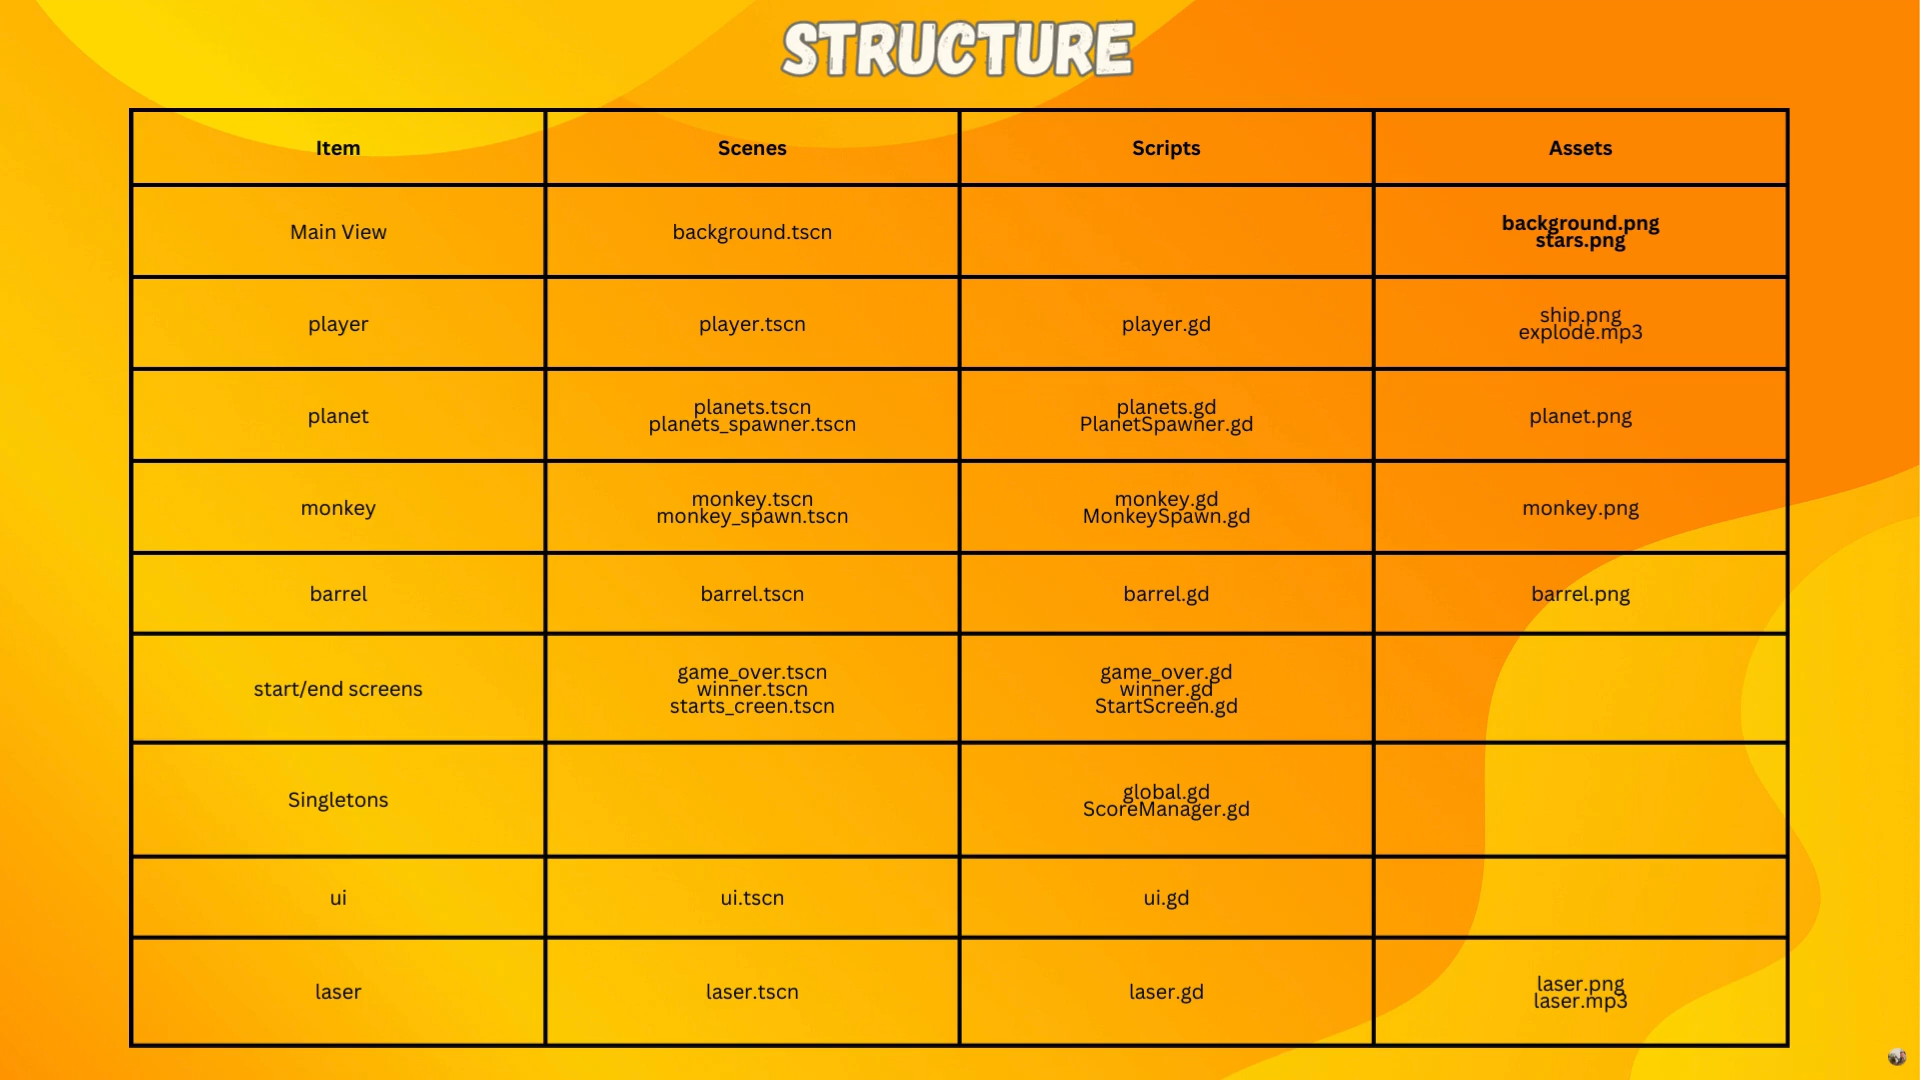 STRUCTURE
Item
Scenes
Scripts
Assets
Main View
background.tscn
background.png
stars.png
player
player.tscn
player.gd
ship.png
explode.mp3
planet
planets.tscn
planets_spawner.tscn
planets.gd
PlanetSpawner.gd
planet.png
monkey
monkey.tscn
monkey_spawn.tscn
monkey.gd
MonkeySpawn.gd
monkey.png
barrel
barrel.tscn
barrel.gd
barrel.png
start/end screens
game_over.tscn
winner.tscn
starts_creen.tscn
game_over.gd
winner.gd
StartScreen.gd
Singletons
global.gd
ScoreManager.gd
ui
ui.tscn
ui.gd
laser
laser.tscn
laser.gd
laser.png
laser.mp3